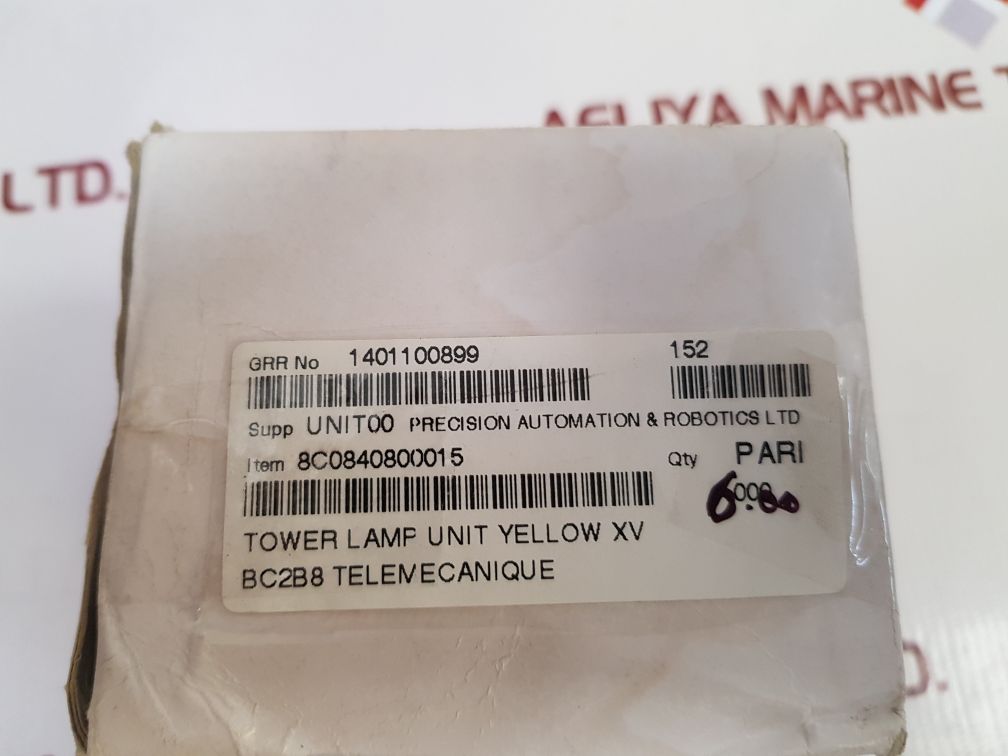 ASLIYA MARINE
LTD.
GRR No 1401100899 152
Supp UNIT00 PRECISION AUTOMATION & ROBOTICS LTD
Item 8C0840800015 Qty PARI
6.00
TOWER LAMP UNIT YELLOW XV
BC2B8 TELEMECANIQUE
D.